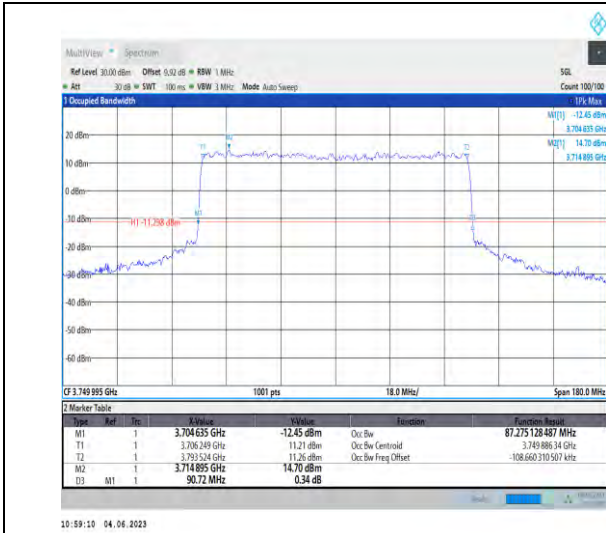 MultiView Spectrum
Ref Level 30.00 dBm Offset 0.92 dB RBW 1 MHz SGL
Att 30 dB SWT 100 ms VBW 3 MHz Mode Auto Sweep Count 100/100
1 Occupied Bandwidth 1Pk Max
M1[1] -12.45 dBm
3.704 635 GHz
20 dBm M2[1] 14.70 dBm
3.714 895 GHz
T1 M2 T2
10 dBm
0 dBm
M1
-10 dBm H1 -11.298 dBm
-20 dBm
-30 dBm
-40 dBm
-50 dBm
-60 dBm
CF 3.749 995 GHz 1001 pts 18.0 MHz/ Span 180.0 MHz
2 Marker Table
Type Ref Trc X-Value Y-Value Function Function Result
M1 1 3.704 635 GHz -12.45 dBm Occ Bw 87.275 128 487 MHz
T1 1 3.706 249 GHz 11.21 dBm Occ Bw Centroid 3.749 886 34 GHz
T2 1 3.793 524 GHz 11.26 dBm Occ Bw Freq Offset -108.660 310 507 kHz
M2 1 3.714 895 GHz 14.70 dBm
D3 M1 1 90.72 MHz 0.34 dB
10:59:10 04.06.2023